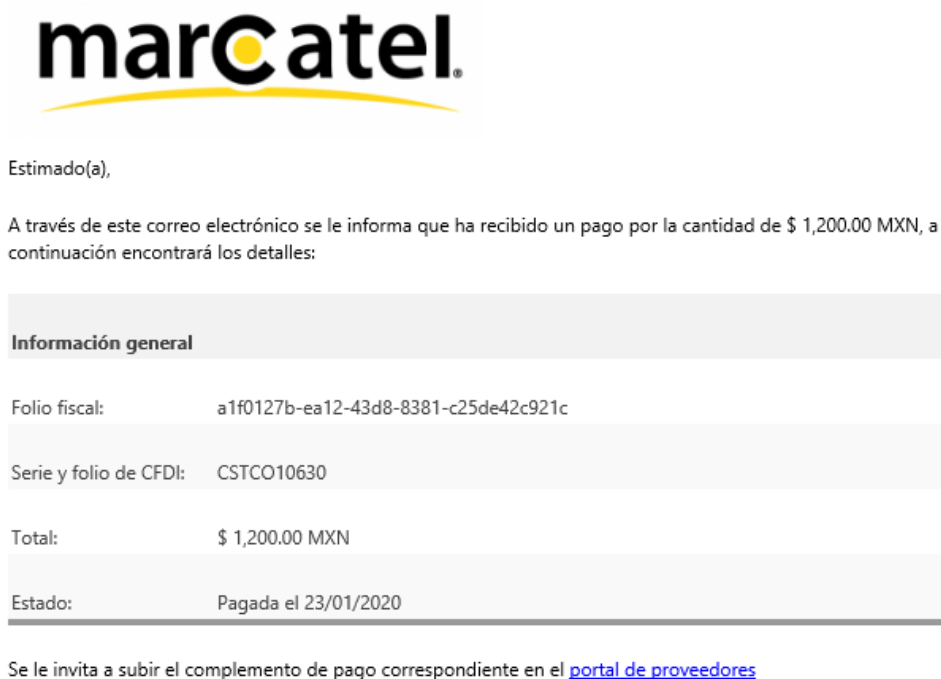 marCatel.
Estimado(a),
A través de este correo electrónico se le informa que ha recibido un pago por la cantidad de $ 1,200.00 MXN, a
continuación encontrará los detalles:
Información general
Folio fiscal: a1f0127b-ea12-43d8-8381-c25de42c921c
Serie y folio de CFDI: CSTCO10630
Total: $ 1,200.00 MXN
Estado: Pagada el 23/01/2020
Se le invita a subir el complemento de pago correspondiente en el portal de proveedores